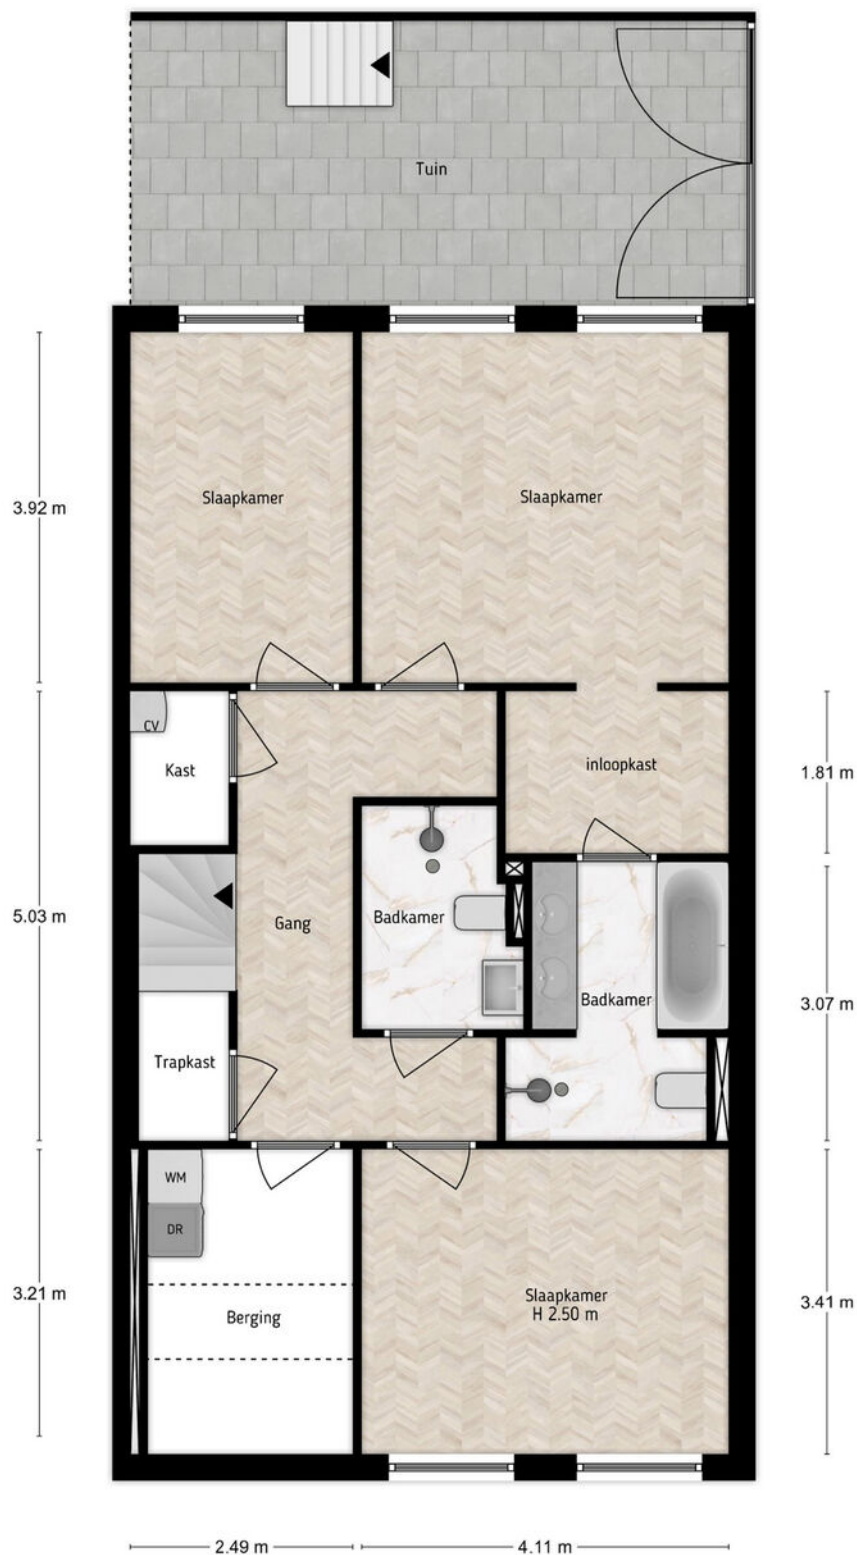 Tuin
3.92 m
Slaapkamer
Slaapkamer
CV
Kast
inloopkast
1.81 m
5.03 m
Gang
Badkamer
Badkamer
3.07 m
Trapkast
WM
DR
3.21 m
Berging
Slaapkamer
H 2.50 m
3.41 m
2.49 m
4.11 m